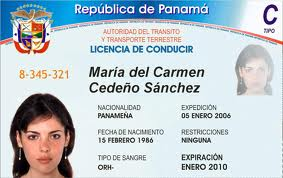 República de Panamá
AUTORIDAD DEL TRANSITO
Y TRANSPORTE TERRESTRE
LICENCIA DE CONDUCIR
C
TIPO
8-345-321
María del Carmen
Cedeño Sánchez
NACIONALIDAD
PANAMEÑA
EXPEDICIÓN
05 ENERO 2006
FECHA DE NACIMIENTO
15 FEBRERO 1986
RESTRICCIONES
NINGUNA
TIPO DE SANGRE
ORH-
EXPIRACIÓN
ENERO 2010